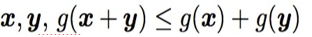 x, y, g(x + y) ≤ g(x) + g(y)